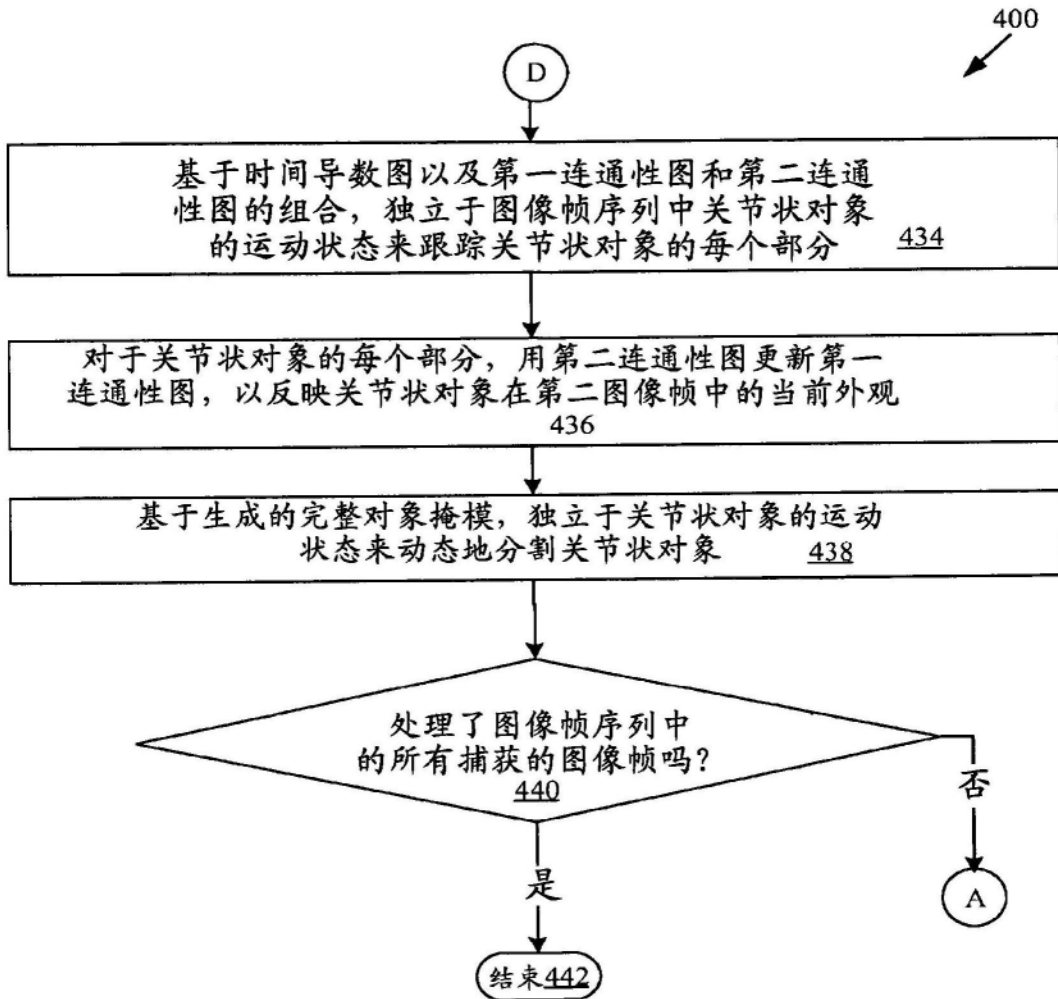 400
D
基于时间导数图以及第一连通性图和第二连通
性图的组合，独立于图像帧序列中关节状对象
的运动状态来跟踪关节状对象的每个部分 434
对于关节状对象的每个部分，用第二连通性图更新第一
连通性图，以反映关节状对象在第二图像帧中的当前外观
436
基于生成的完整对象掩模，独立于关节状对象的运动
状态来动态地分割关节状对象 438
处理了图像帧序列中
的所有捕获的图像帧吗？
440
否
是
A
结束442